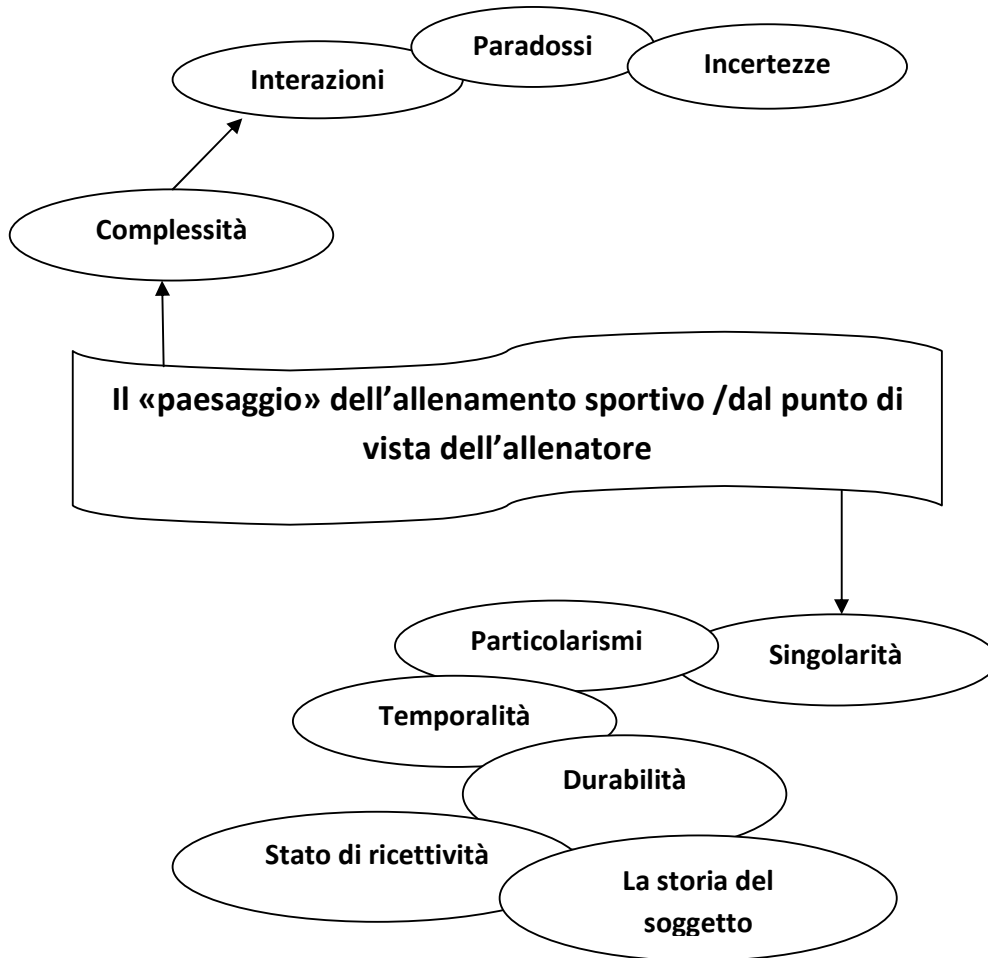 Paradossi
Interazioni
Incertezze
Complessità
Il «paesaggio» dell’allenamento sportivo /dal punto di
vista dell’allenatore
Particolarismi
Singolarità
Temporalità
Durabilità
Stato di ricettività
La storia del
soggetto